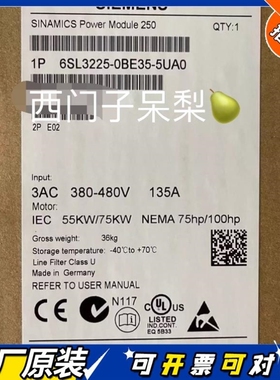 SIEMENS
SINAMICS Power Module 250 QTY:1
1P 6SL3225-0BE35-5UA0
西门子呆梨
2P E02
Input:
3AC 380-480V 135A
Motor:
IEC 55KW/75KW NEMA 75hp/100hp
Gross weight: 36kg
Storage temperature: -40℃ to +70℃
Line Filter Class U
Made in Germany
REFER TO USER MANUAL
N117
C UL US
LISTED
IND.CONT.
EQ 5B33
厂原装 可开票可对